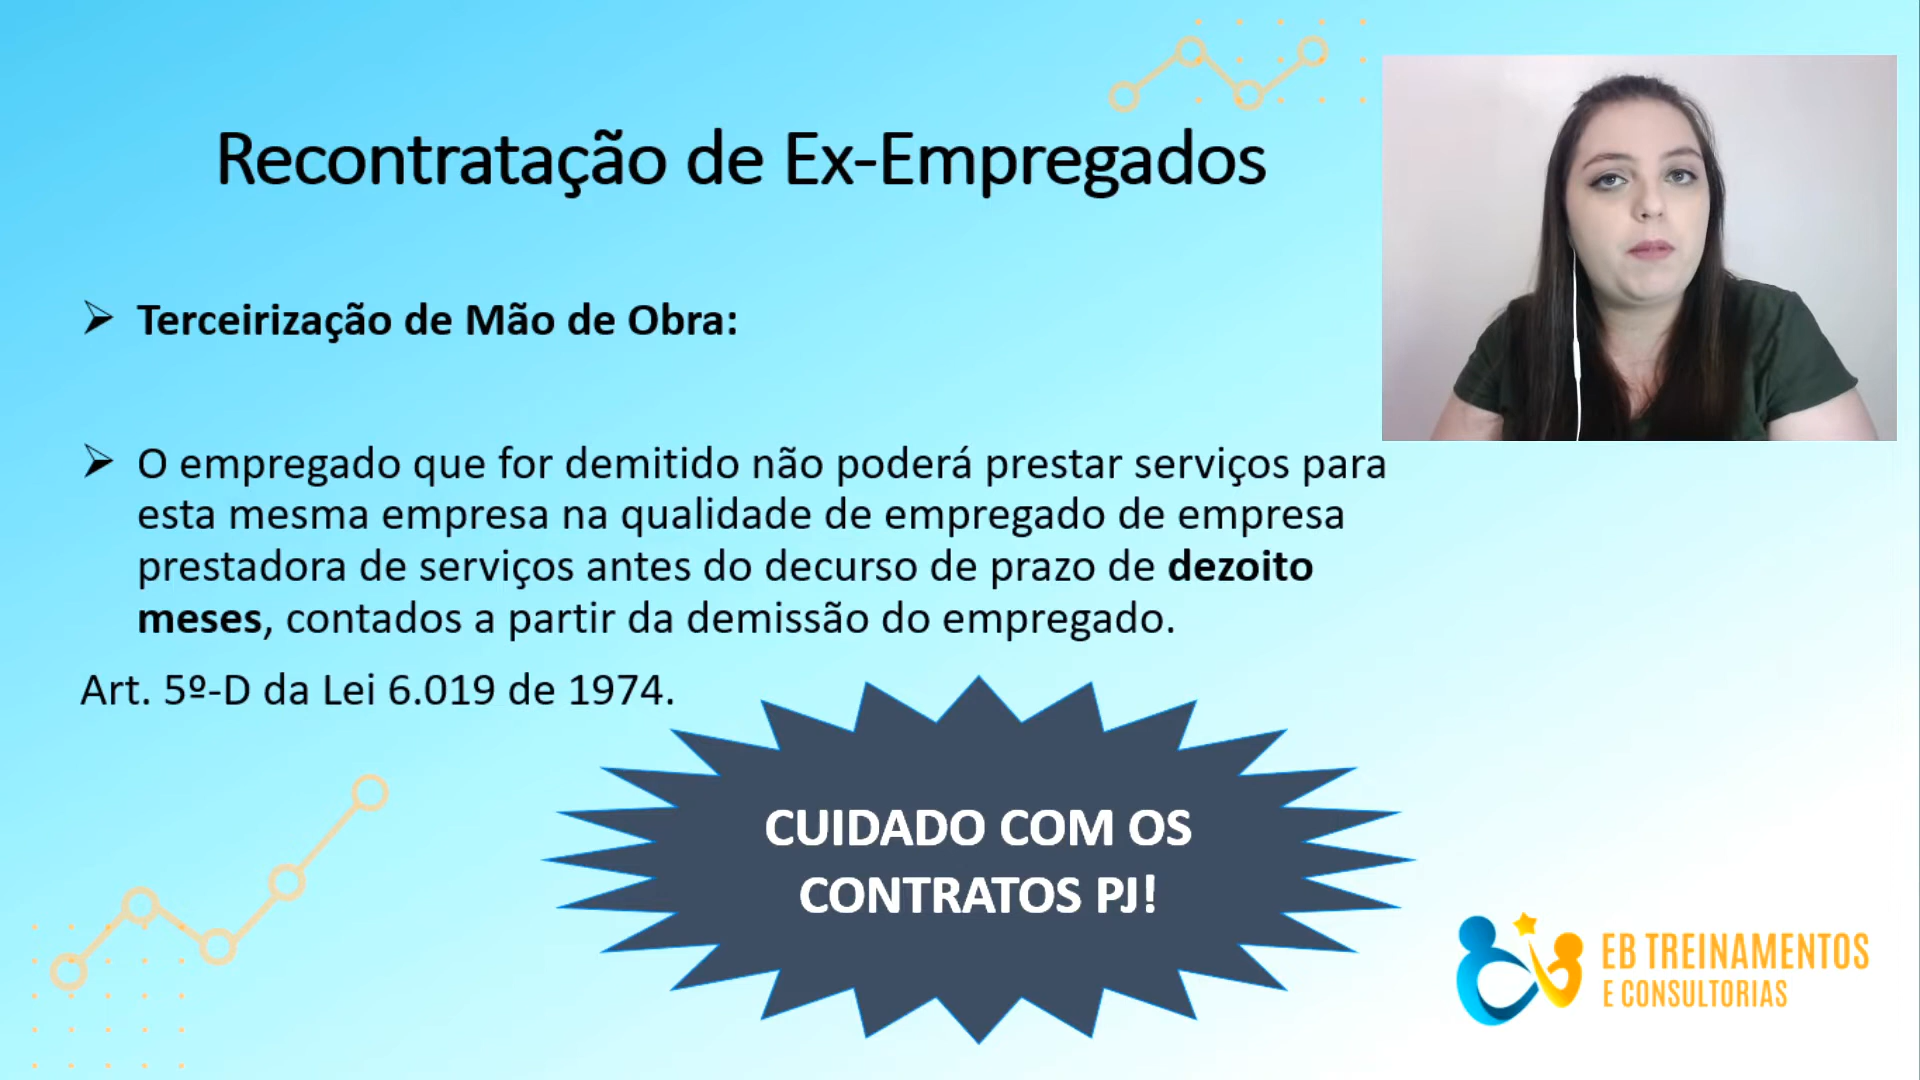 Recontratação de Ex-Empregados
Terceirização de Mão de Obra:
O empregado que for demitido não poderá prestar serviços para
esta mesma empresa na qualidade de empregado de empresa
prestadora de serviços antes do decurso de prazo de dezoito
meses, contados a partir da demissão do empregado.
Art. 5º-D da Lei 6.019 de 1974.
CUIDADO COM OS
CONTRATOS PJ!
EB TREINAMENTOS
E CONSULTORIAS